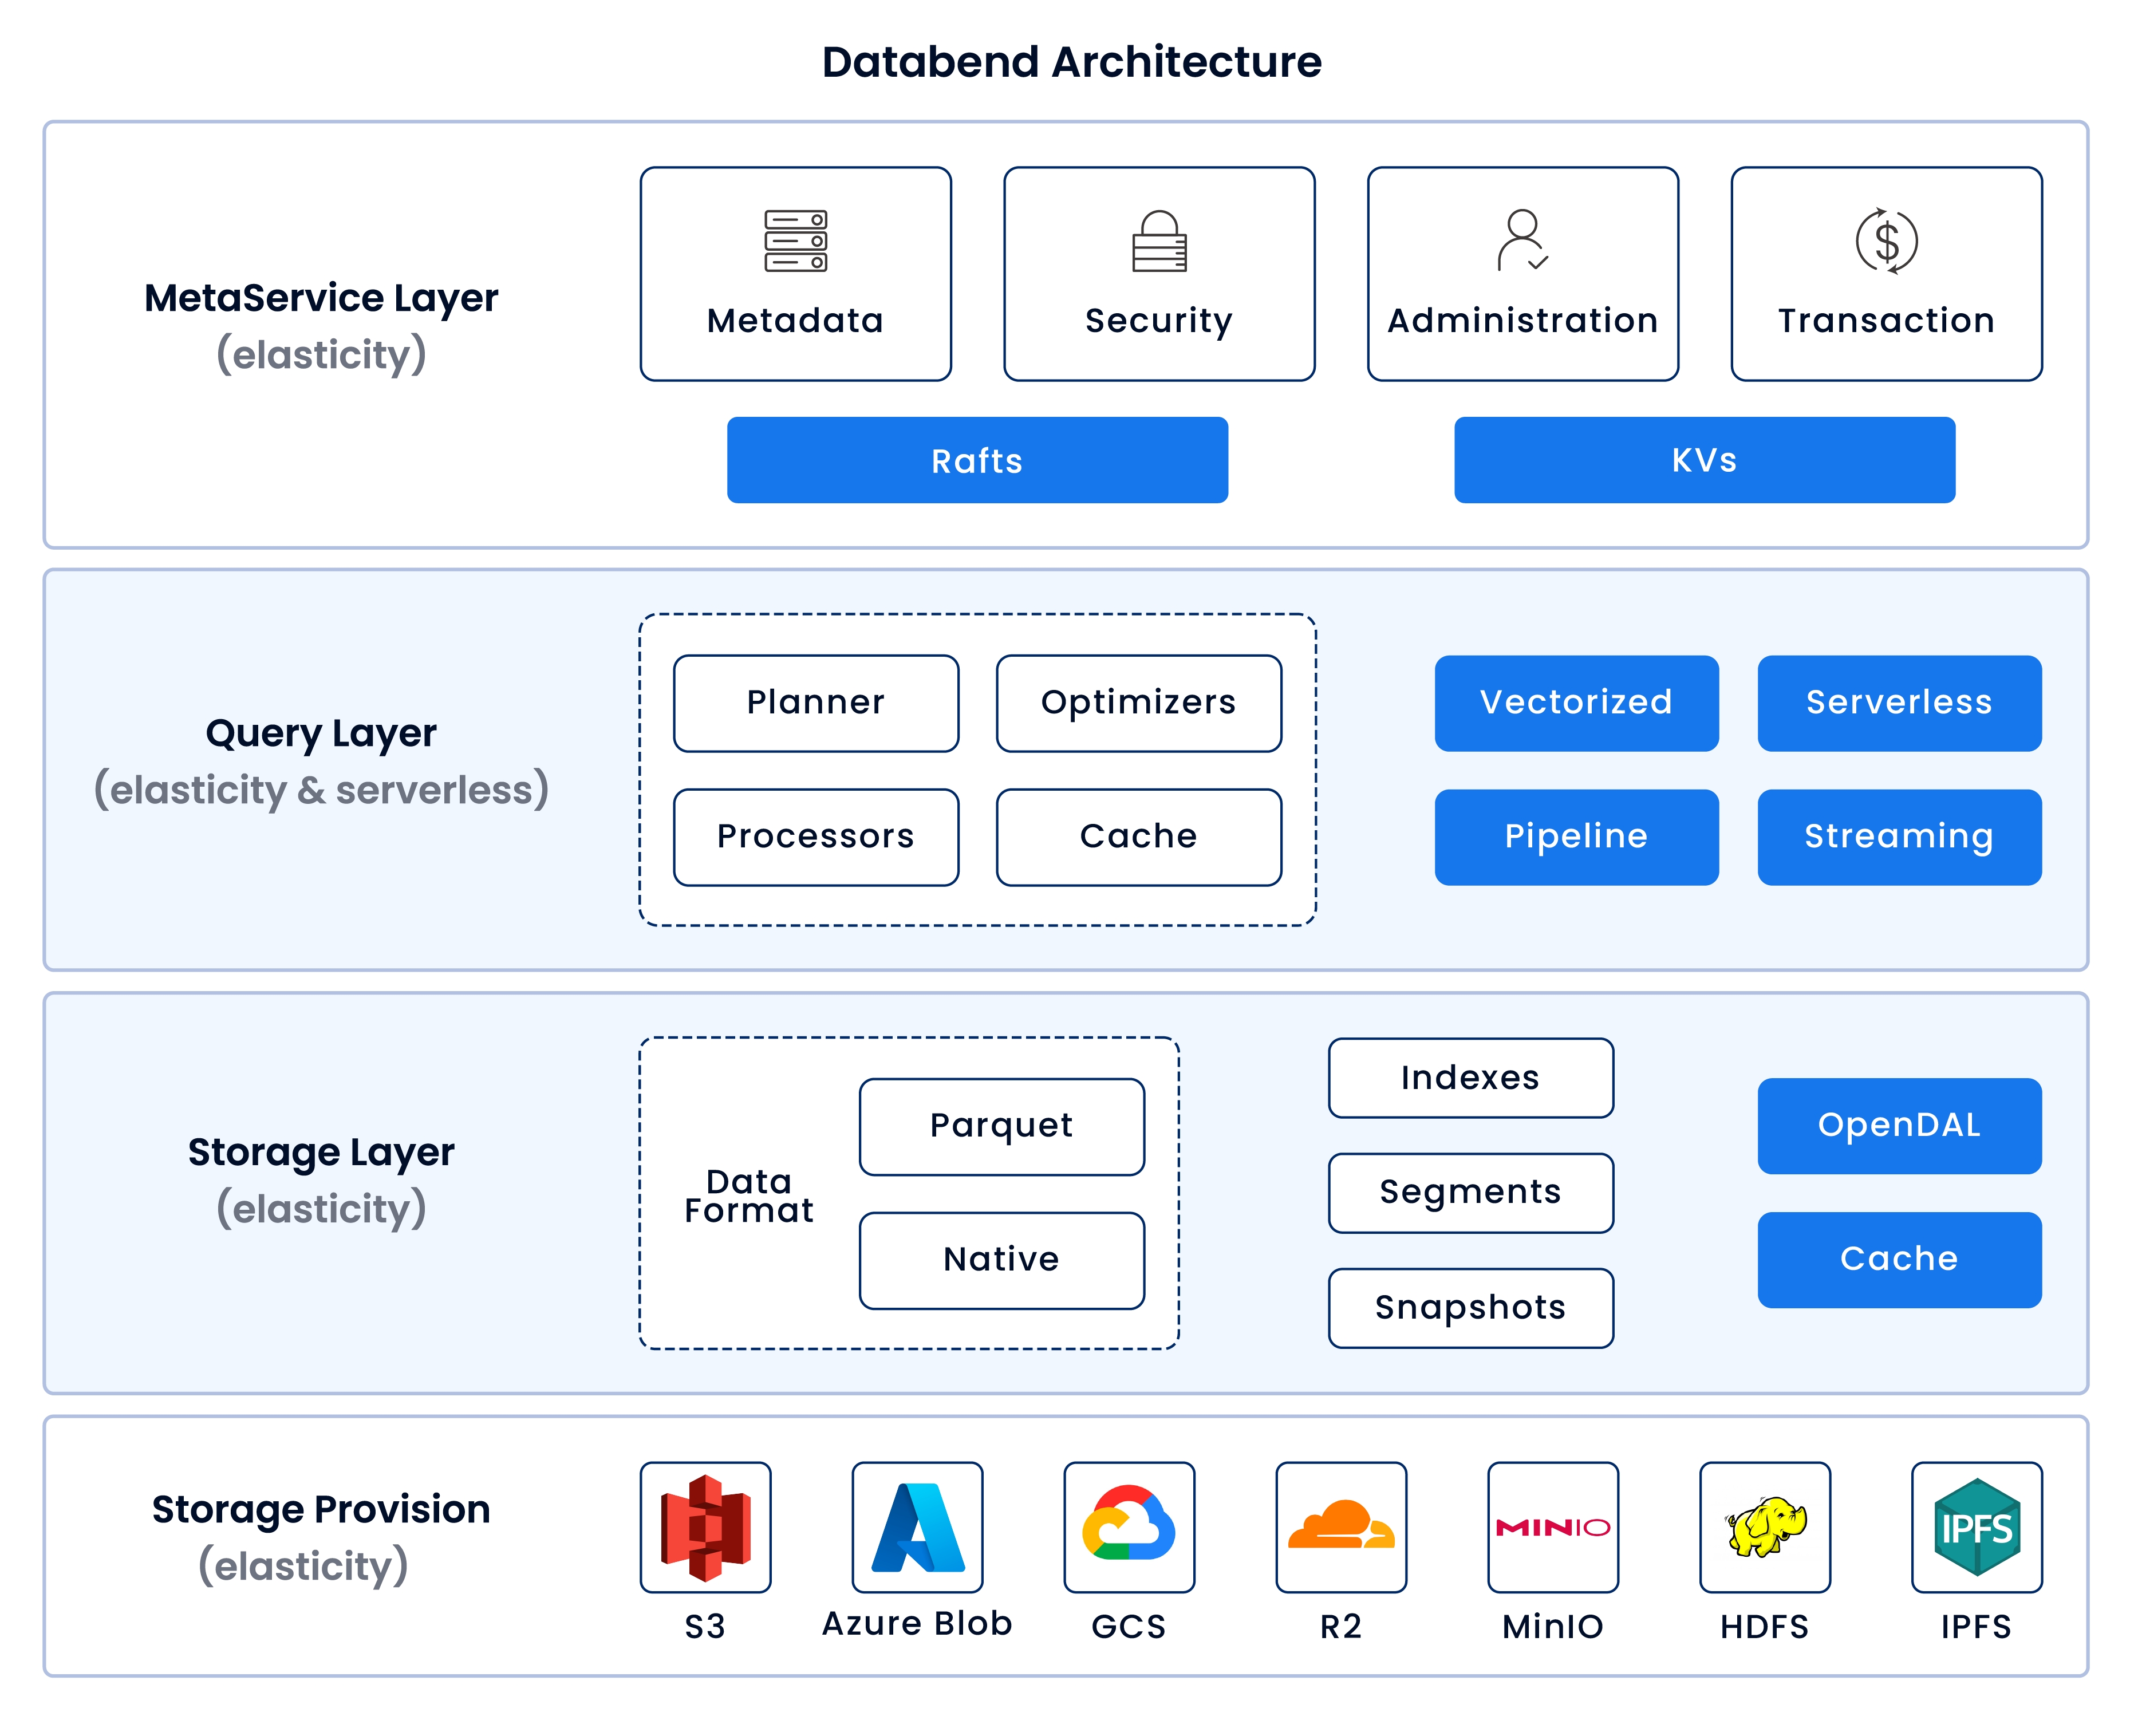 Databend Architecture
MetaService Layer
(elasticity)
Metadata
Security
Administration
Transaction
Rafts
KVs
Query Layer
(elasticity & serverless)
Planner
Optimizers
Processors
Cache
Vectorized
Serverless
Pipeline
Streaming
Storage Layer
(elasticity)
Data
Format
Parquet
Native
Indexes
Segments
Snapshots
OpenDAL
Cache
Storage Provision
(elasticity)
S3
Azure Blob
GCS
R2
MINIO
MinIO
HDFS
IPFS
IPFS